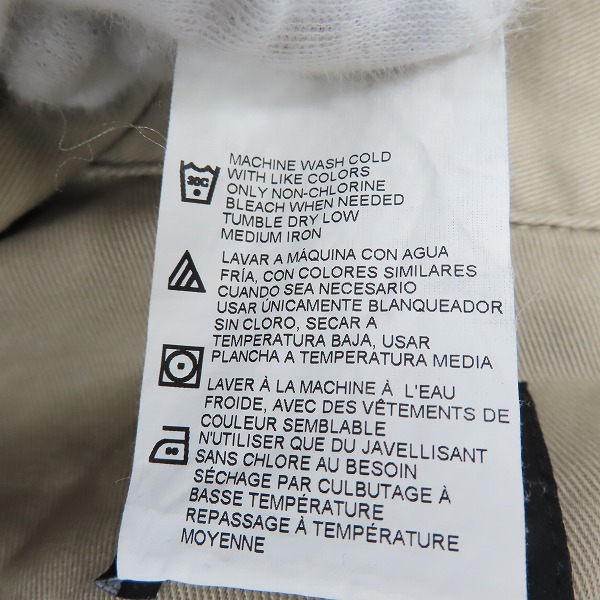 30C
MACHINE WASH COLD
WITH LIKE COLORS
ONLY NON-CHLORINE
BLEACH WHEN NEEDED
TUMBLE DRY LOW
MEDIUM IRON
LAVAR A MÁQUINA CON AGUA
FRÍA, CON COLORES SIMILARES
CUANDO SEA NECESARIO
USAR ÚNICAMENTE BLANQUEADOR
SIN CLORO, SECAR A
TEMPERATURA BAJA, USAR
PLANCHA A TEMPERATURA MEDIA
LAVER À LA MACHINE À L'EAU
FROIDE, AVEC DES VÊTEMENTS DE
COULEUR SEMBLABLE
N'UTILISER QUE DU JAVELLISANT
SANS CHLORE AU BESOIN
SÉCHAGE PAR CULBUTAGE À
BASSE TEMPÉRATURE
REPASSAGE À TEMPÉRATURE
MOYENNE